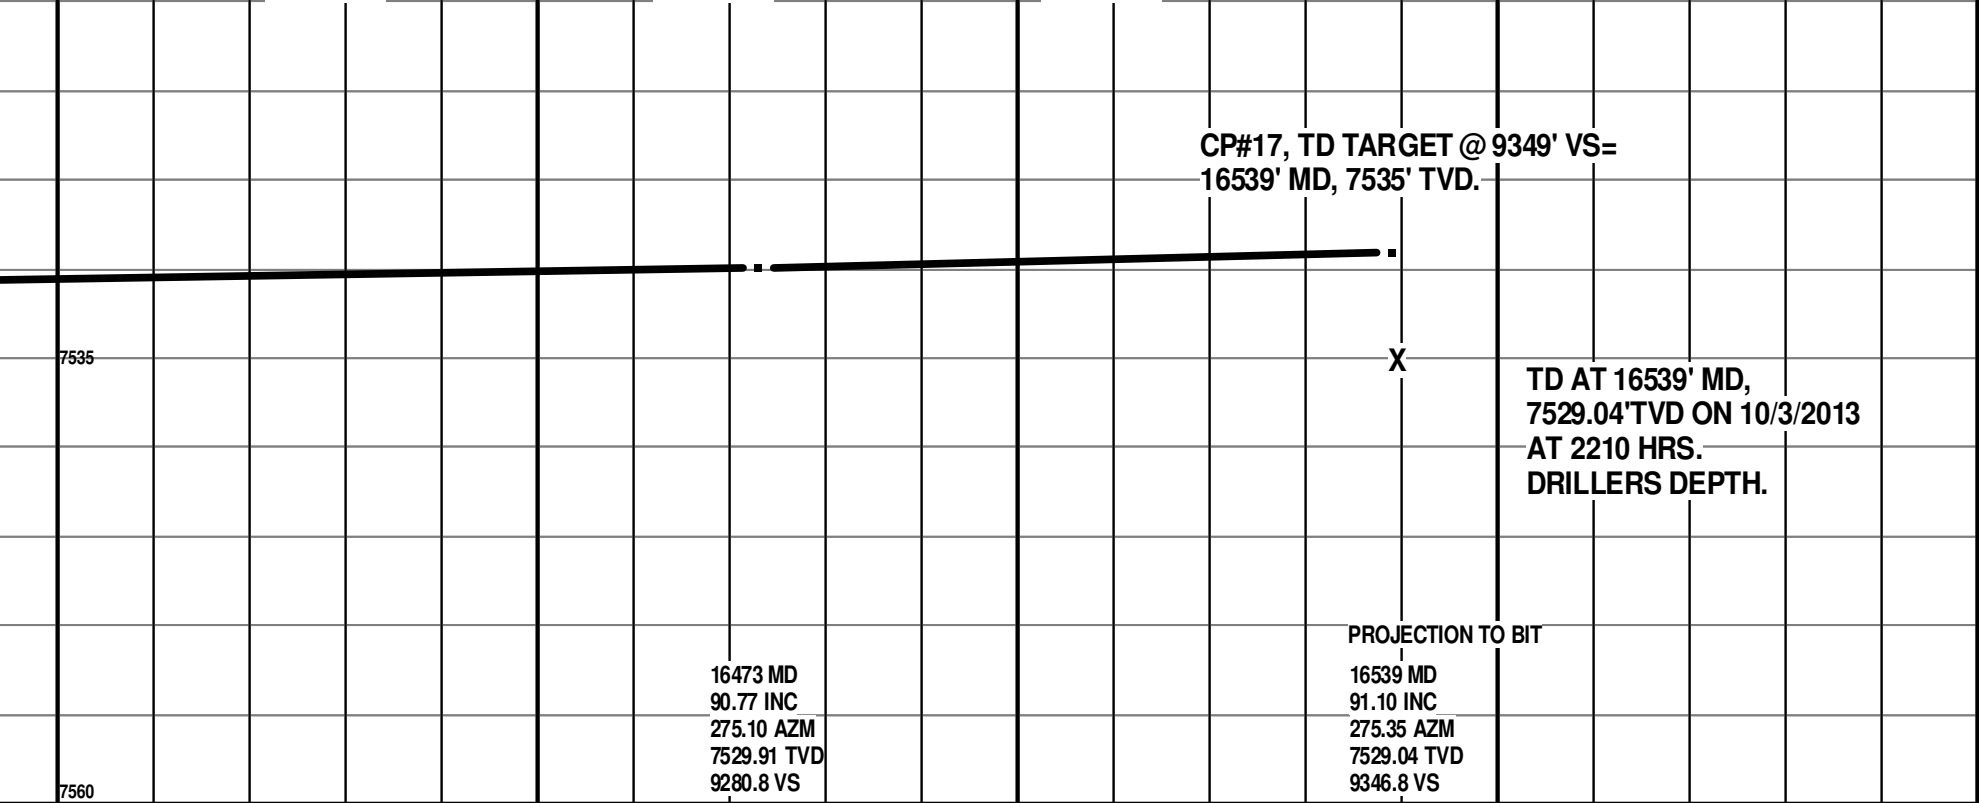 CP#17, TD TARGET @ 9349' VS=
16539' MD, 7535' TVD.
7535
X
TD AT 16539' MD,
7529.04'TVD ON 10/3/2013
AT 2210 HRS.
DRILLERS DEPTH.
16473 MD
90.77 INC
275.10 AZM
7529.91 TVD
9280.8 VS
PROJECTION TO BIT
16539 MD
91.10 INC
275.35 AZM
7529.04 TVD
9346.8 VS
7560